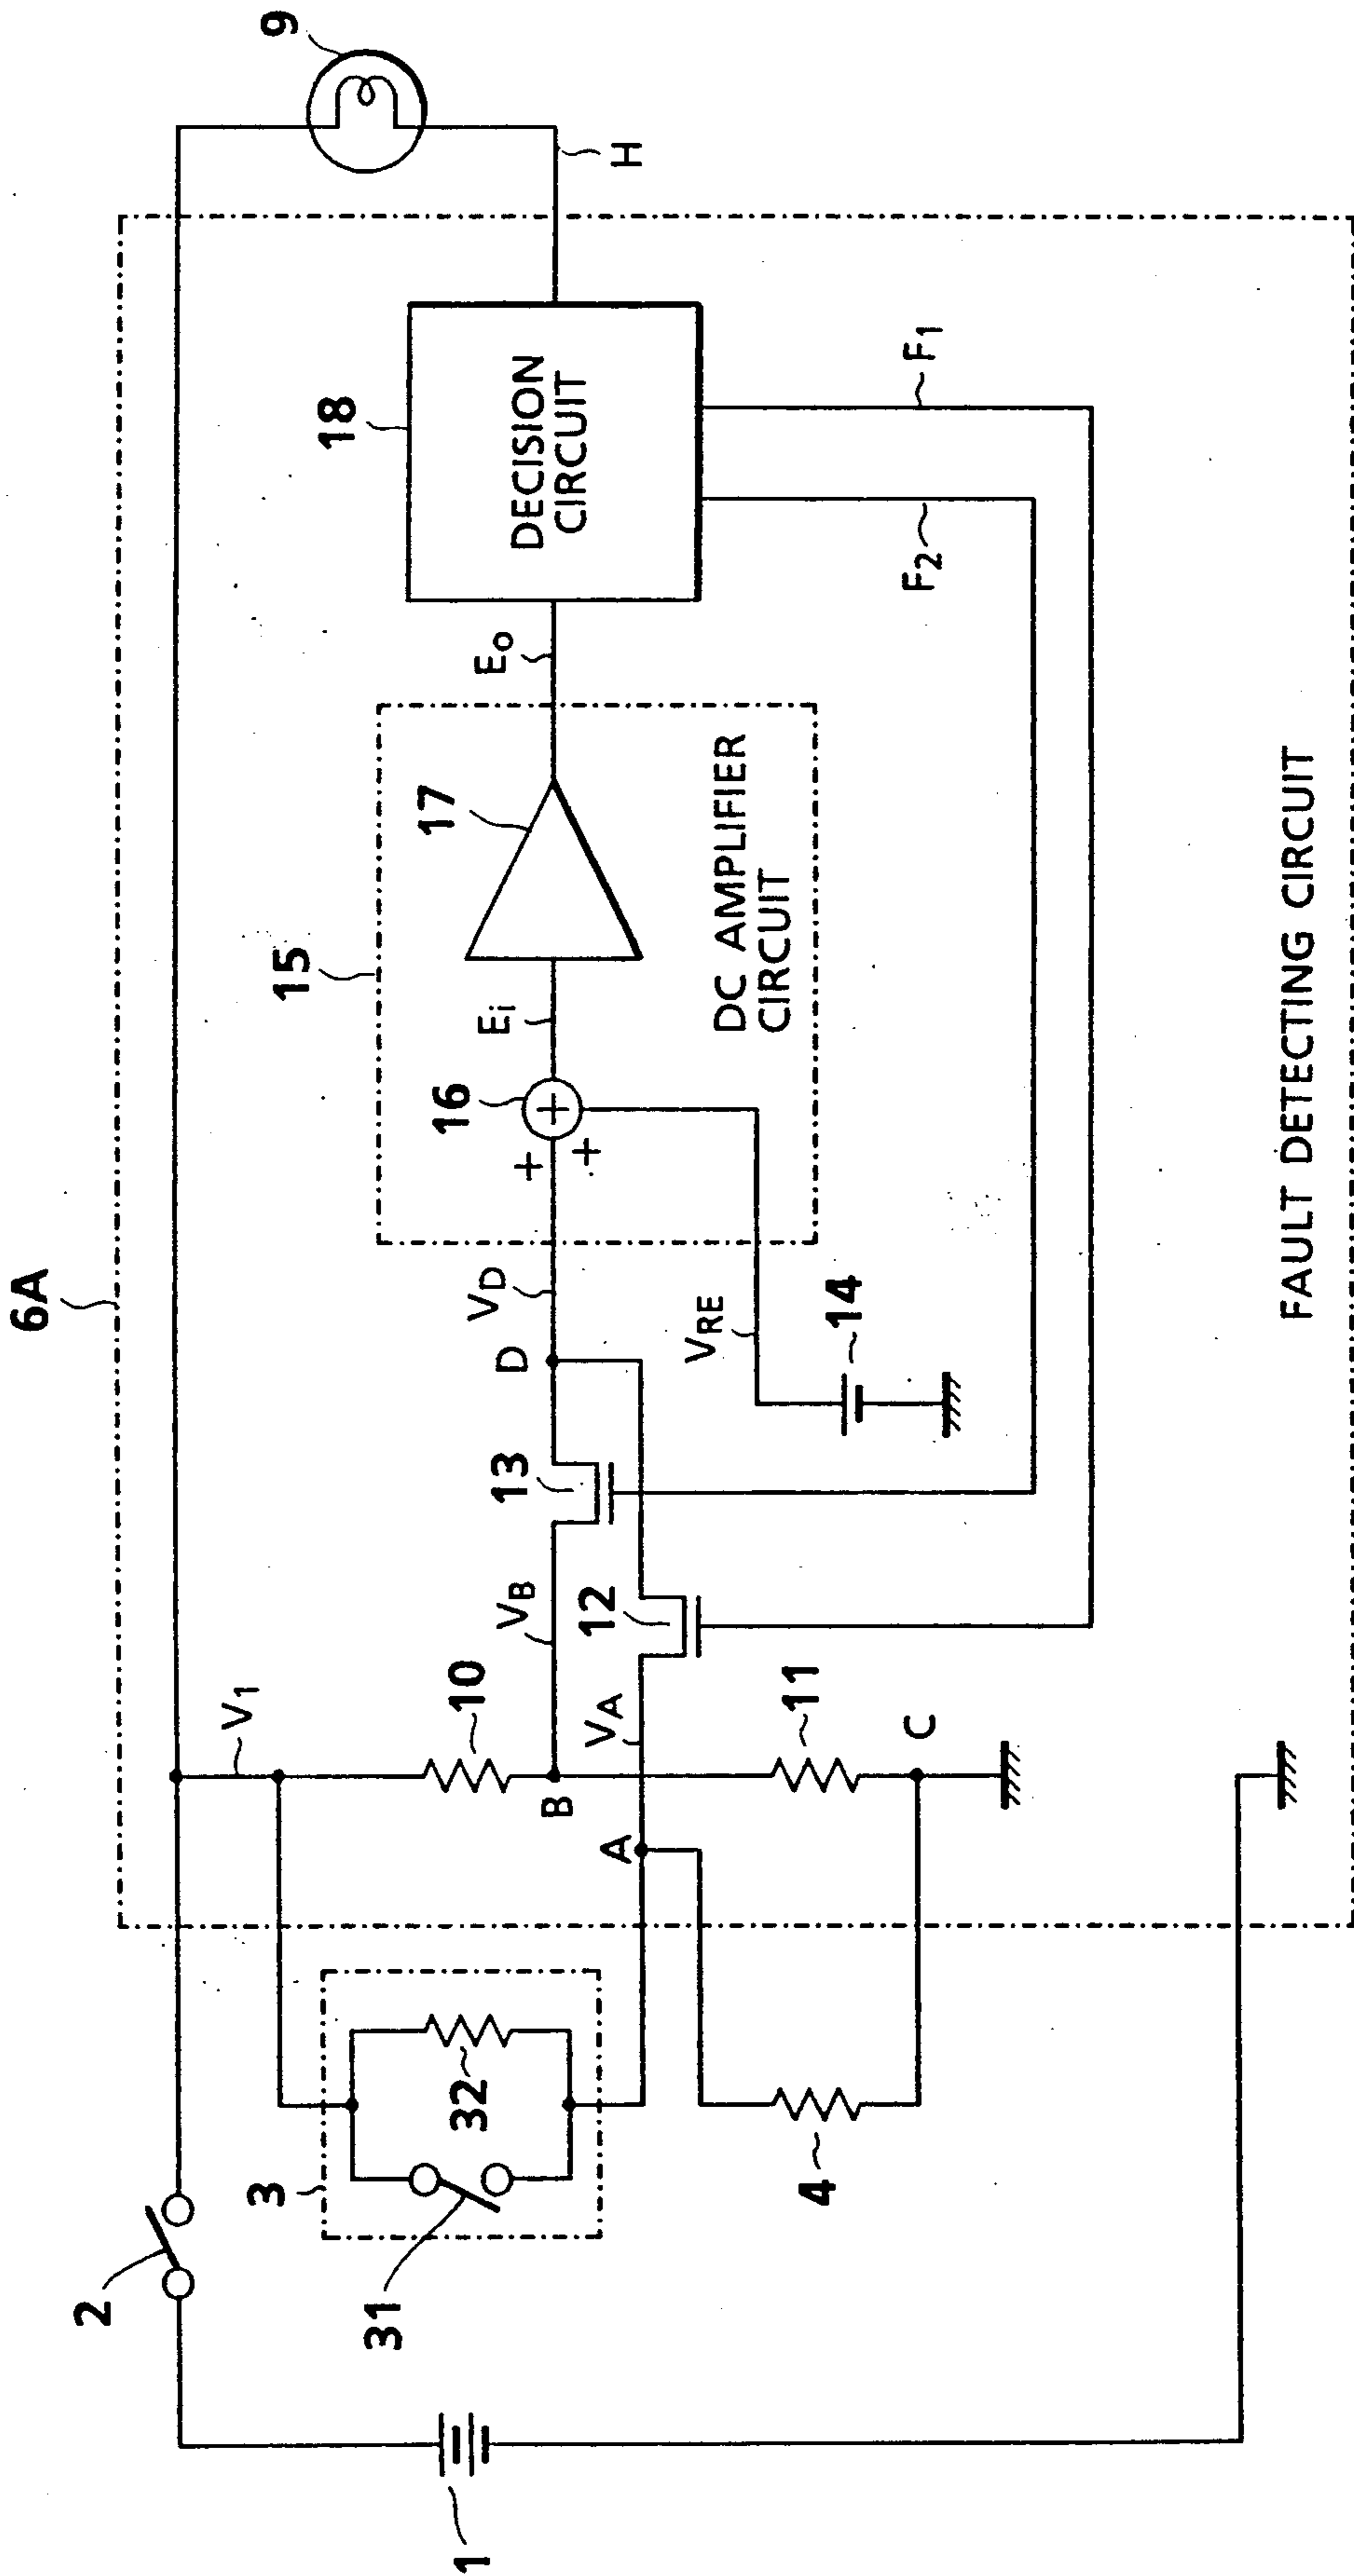 6A
9
H
18
DECISION
CIRCUIT
F1
F2
Eo
15
17
Ei
16
+
+
+
DC AMPLIFIER
CIRCUIT
VD
D
VRE
14
13
VB
12
VA
V1
10
B
A
11
C
2
3
32
31
4
1
FAULT DETECTING CIRCUIT